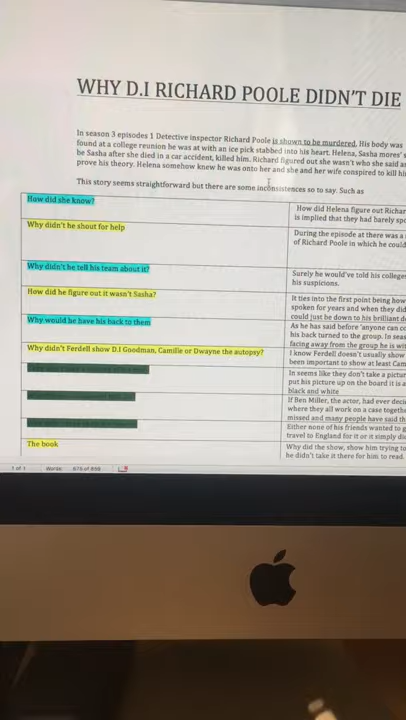 WHY D.I RICHARD POOLE DIDN'T DIE
In season 3 episodes 1 Detective inspector Richard Poole is shown to be murdered. His body was
found at a college reunion he was at with an ice pick stabbed into his heart. Helena, Sasha mores'
be Sasha after she died in a car accident, killed him. Richard figured out she wasn't who she said
prove his theory. Helena somehow knew he was onto her and she and her wife conspired to kill
This story seems straightforward but there are some inconsistences so to say. Such as
How did she know?
How did Helena figure out Richar
is implied that they had barely spo
Why didn't he shout for help
During the episode at there was a
of Richard Poole in which he could
Why didn't he tell his team about it?
Surely he would've told his college
his suspicions.
How did he figure out it wasn't Sasha?
It ties into the first point being how
spoken for years and when they did
could just be down to his brilliant d
Why would he have his back to them
As he has said before 'anyone can co
his back turned to the group. In seas
facing away from the group he is wi
Why didn't Ferdell show D.I Goodman, Camille or Dwayne the autopsy?
I know Ferdell doesn't usually show
been important to show at least Cam
In seems like they don't take a pictur
put his picture up on the board it is a
black and white
If Ben Miller, the actor, had ever deci
where they all work on a case togethe
missed and many people have said th
Either none of his friends wanted to g
travel to England for it or it simply di
The book
Why did the show, show him trying to
he didn't take it there for him to read.
1 of 1
Words: